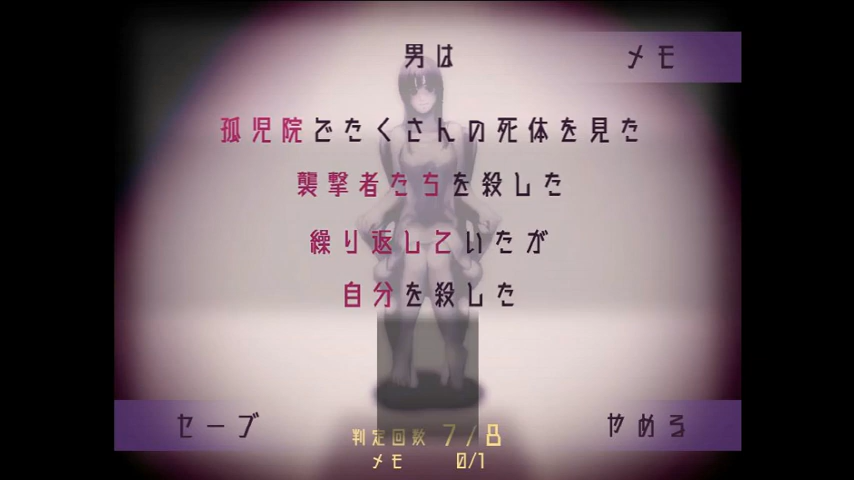 男は
メモ
孤児院でたくさんの死体を見た
襲撃者たちを殺した
繰り返していたが
自分を殺した
セーブ
やめる
判定回数 7/8
メモ 0/1